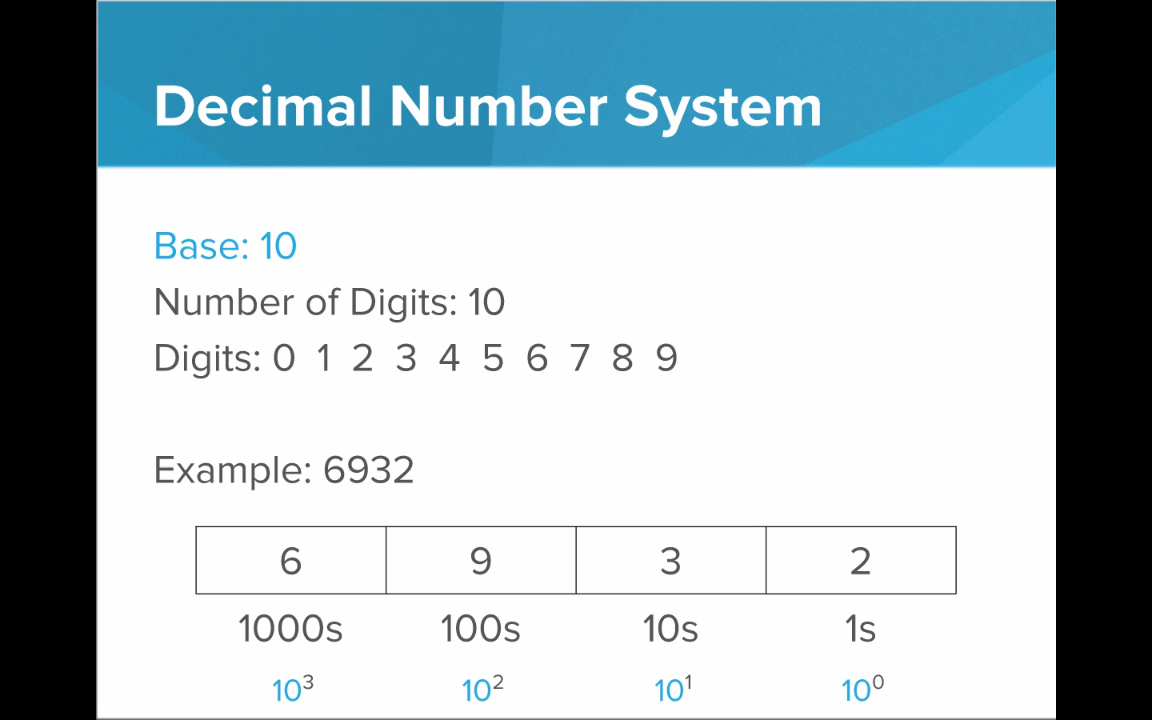 Decimal Number System
Base: 10
Number of Digits: 10
Digits: 0 1 2 3 4 5 6 7 8 9
Example: 6932
6 9 3 2
1000s 100s 10s 1s
10³ 10² 10¹ 10⁰